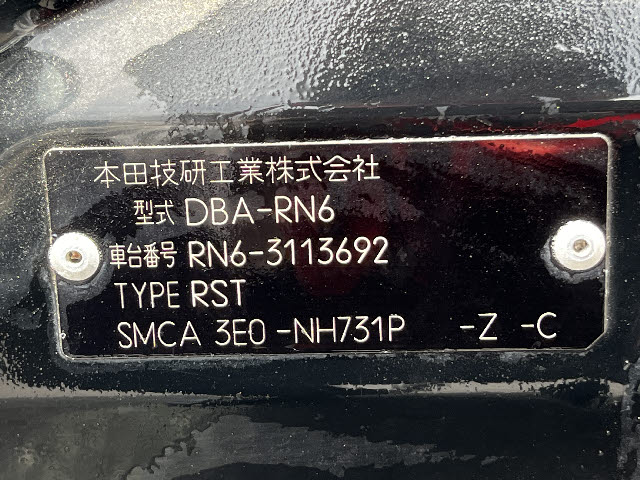 本田技研工業株式会社
型式 DBA-RN6
車台番号 RN6-3113692
TYPE RST
SMCA 3E0 -NH731P -Z -C